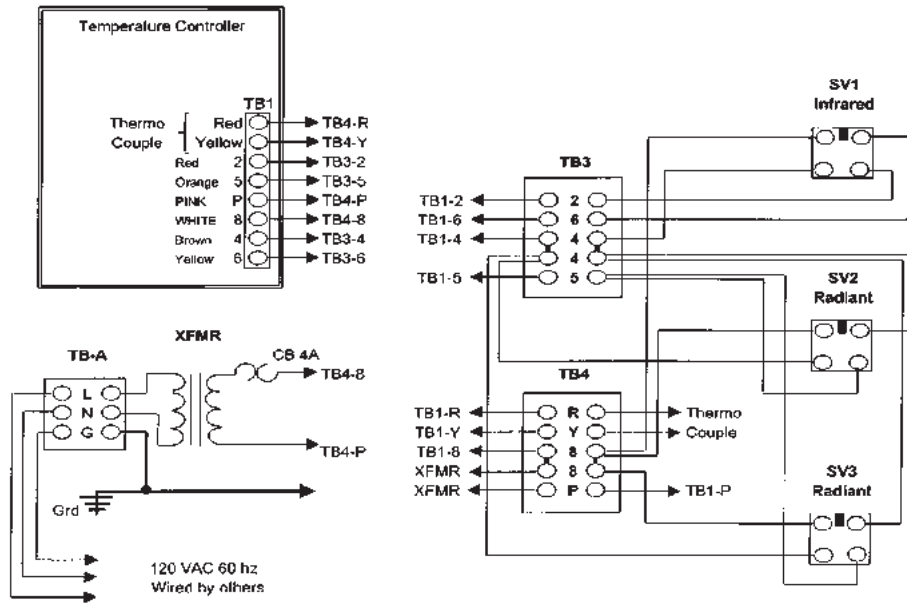 Temperature Controller
TB1
Thermo
Couple
Red
TB4-R
Yellow
TB4-Y
Red 2 TB3-2
Orange 5 TB3-5
PINK P TB4-P
WHITE 8 TB4-8
Brown 4 TB3-4
Yellow 6 TB3-6
XFMR
TB-A
CB 4A
L
N
G
TB4-8
TB4-P
Grd
120 VAC 60 hz
Wired by others
SV1
Infrared
TB3
TB1-2 2
TB1-6 6
TB1-4 4
4
TB1-5 5
SV2
Radiant
TB4
TB1-R R Thermo
TB1-Y Y Couple
TB1-8 8
XFMR 8
XFMR P TB1-P
SV3
Radiant